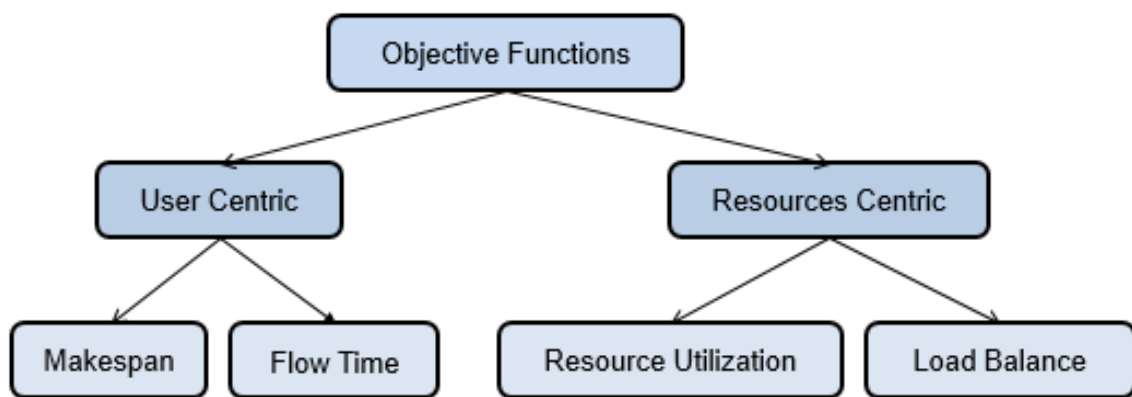 Objective Functions
User Centric
Resources Centric
Makespan
Flow Time
Resource Utilization
Load Balance